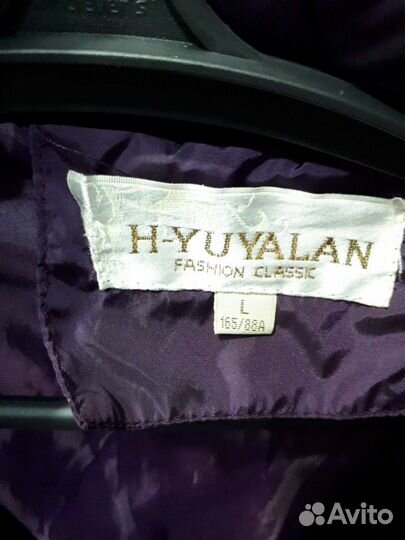 H-YUYALAN
FASHION CLASSIC
L
165/88A
Avito